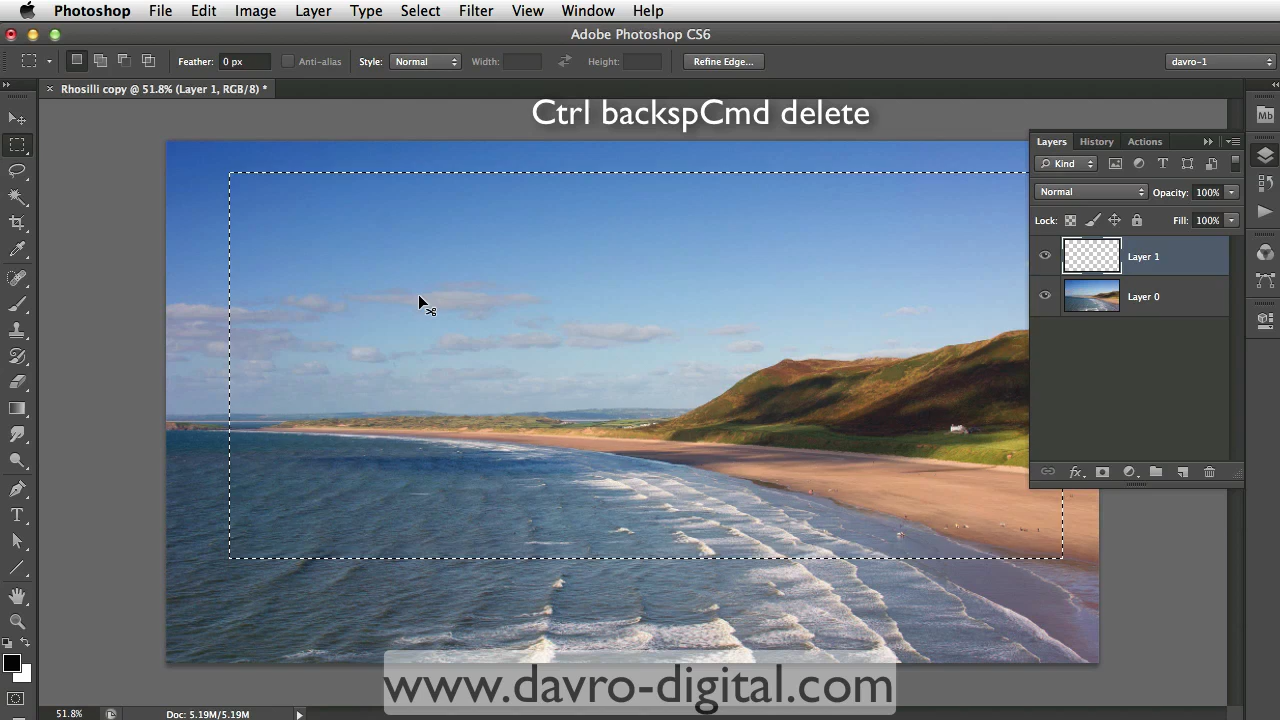 Photoshop File Edit Image Layer Type Select Filter View Window Help
Adobe Photoshop CS6
Feather: 0 px Anti-alias Style: Normal Width: Height: Refine Edge... davro-1
× Rhosilli copy @ 51.8% (Layer 1, RGB/8) *
Ctrl backspCmd delete
Mb
Layers History Actions
Kind
Normal Opacity: 100%
Lock: Fill: 100%
Layer 1
Layer 0
fx
www.davro-digital.com
51.8% Doc: 5.19M/5.19M